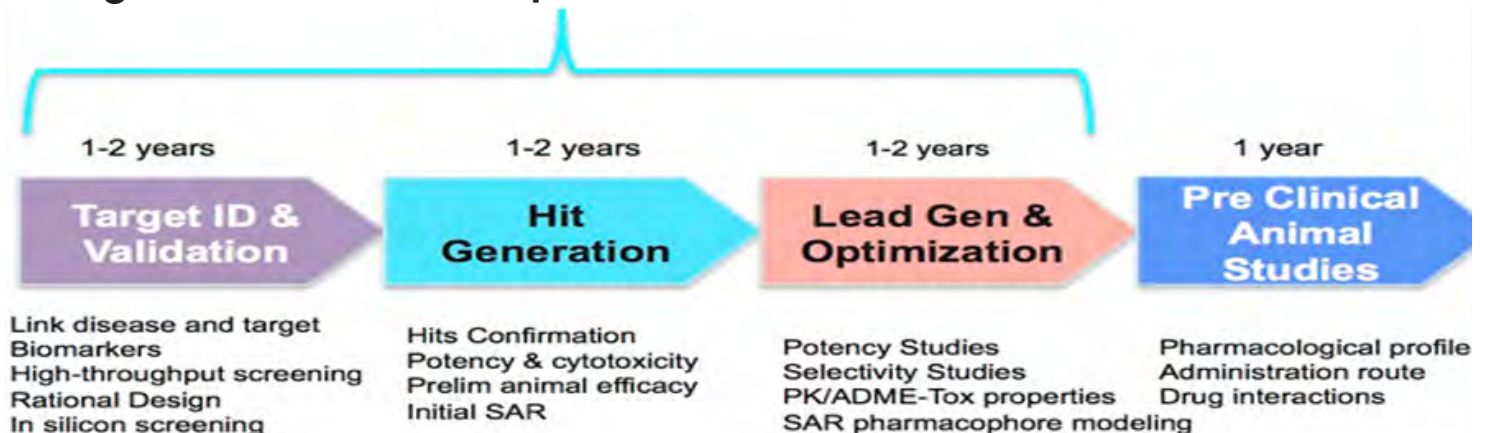 1-2 years
1-2 years
1-2 years
1 year
Target ID &
Validation
Hit
Generation
Lead Gen &
Optimization
Pre Clinical
Animal
Studies
Link disease and target
Biomarkers
High-throughput screening
Rational Design
In silicon screening
Hits Confirmation
Potency & cytotoxicity
Prelim animal efficacy
Initial SAR
Potency Studies
Selectivity Studies
PK/ADME-Tox properties
SAR pharmacophore modeling
Pharmacological profile
Administration route
Drug interactions